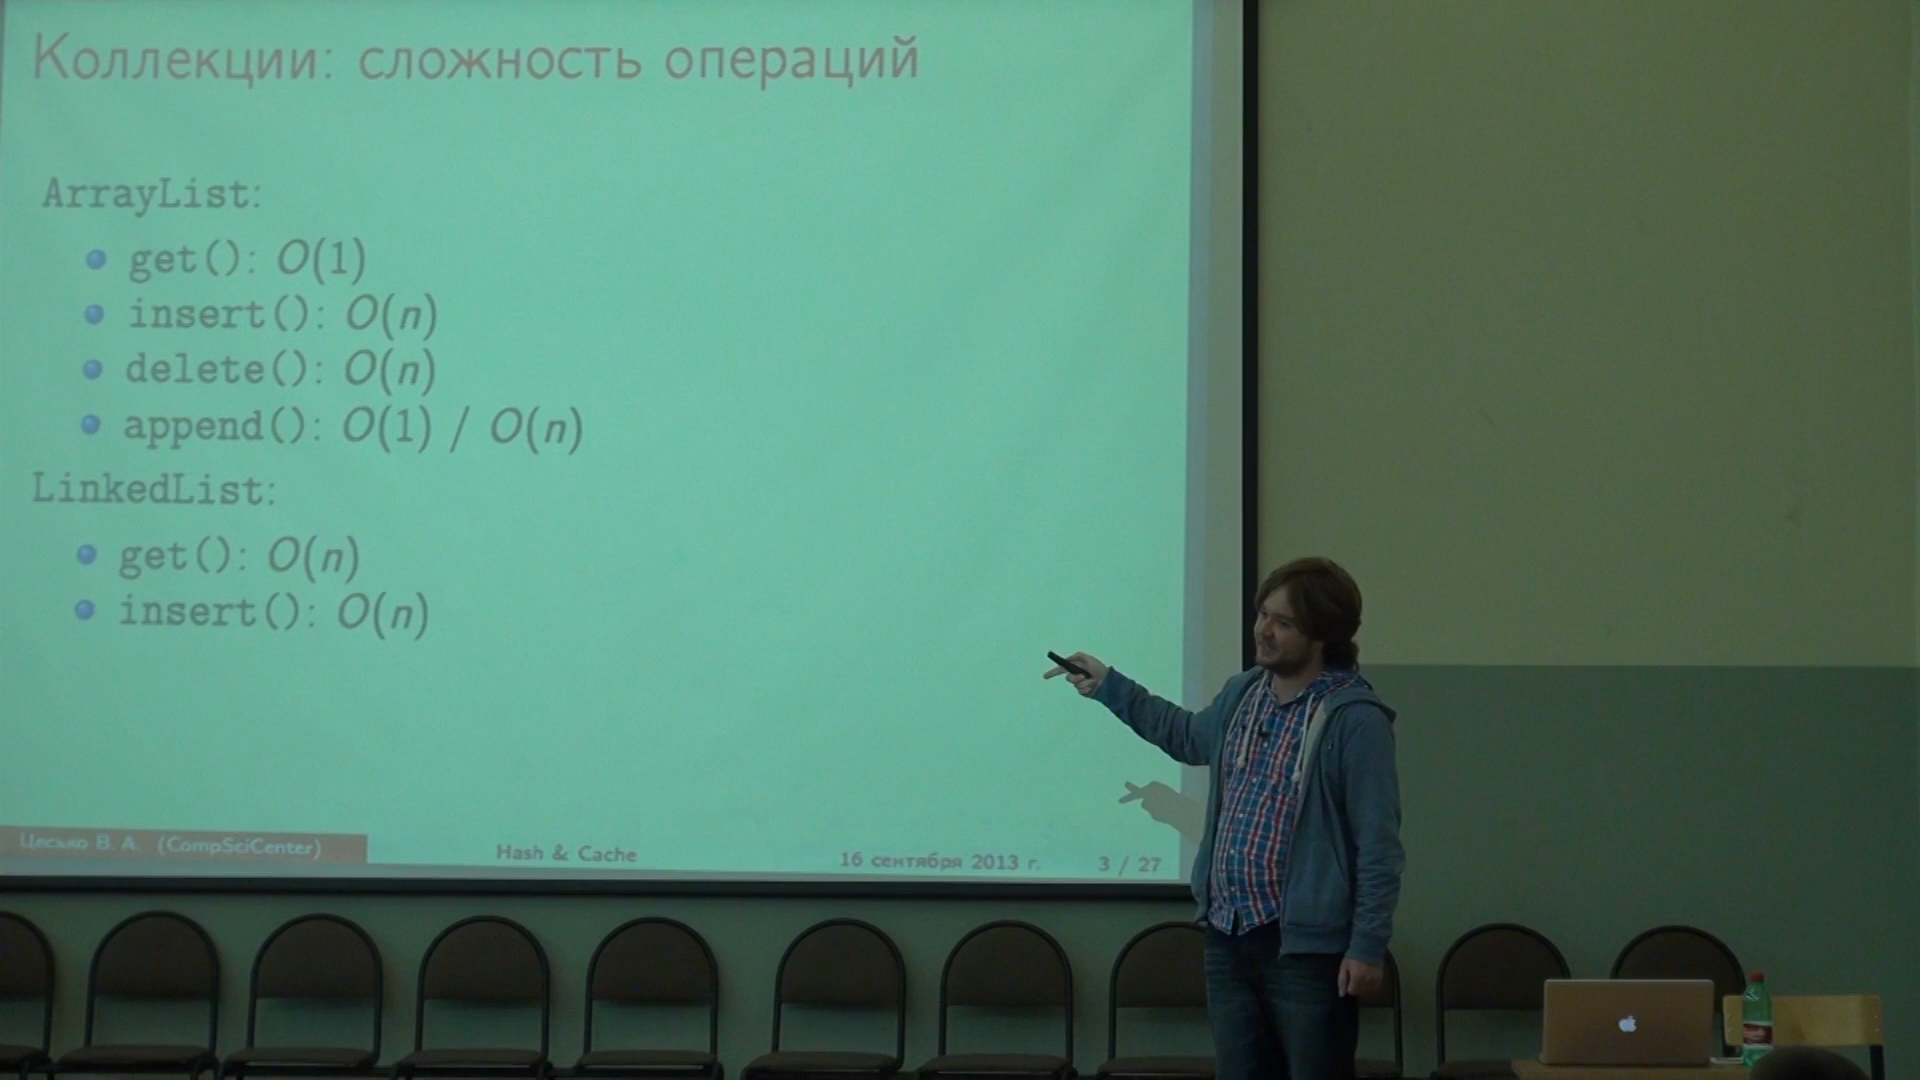 Коллекции: сложность операций
ArrayList:
get(): O(1)
insert(): O(n)
delete(): O(n)
append(): O(1) / O(n)
LinkedList:
get(): O(n)
insert(): O(n)
Цесько В. А. (CompSciCenter)
Hash & Cache
16 сентября 2013 г.
3 / 27